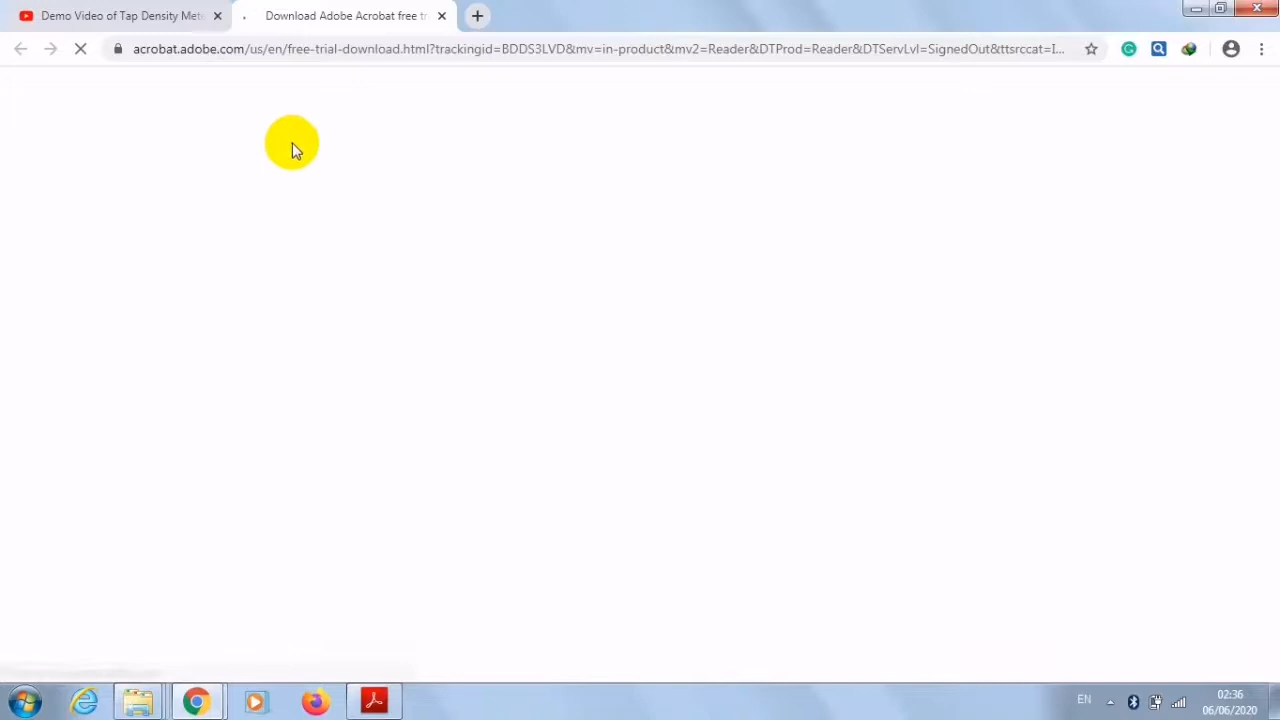 Demo Video of Tap Density Met
Download Adobe Acrobat free tr
acrobat.adobe.com/us/en/free-trial-download.html?trackingid=BDDS3LVD&mv=in-product&mv2=Reader&DTProd=Reader&DTServLvl=SignedOut&ttsrccat=I...
EN
02:36
06/06/2020